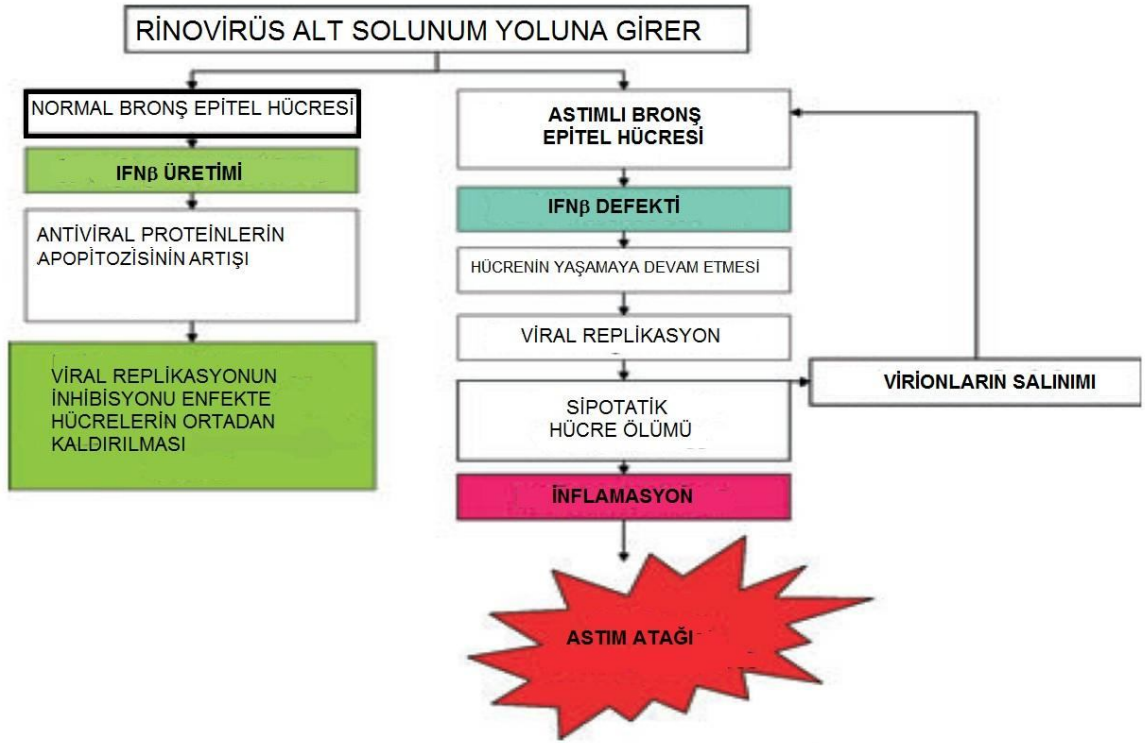 RİNOVİRÜS ALT SOLUNUM YOLUNA GİRER
NORMAL BRONŞ EPİTEL HÜCRESİ
IFNβ ÜRETİMİ
ANTİVİRAL PROTEİNLERİN
APOPİTOZİSİNİN ARTIŞI
VİRAL REPLİKASYONUN
İNHİBİSYONU ENFEKTE
HÜCRELERİN ORTADAN
KALDIRILMASI
ASTIMLI BRONŞ
EPİTEL HÜCRESİ
IFNβ DEFEKTİ
HÜCRENİN YAŞAMAYA DEVAM ETMESİ
VİRAL REPLİKASYON
SİPOTATİK
HÜCRE ÖLÜMÜ
VİRIONLARIN SALINIMI
İNFLAMASYON
ASTIM ATAĞI